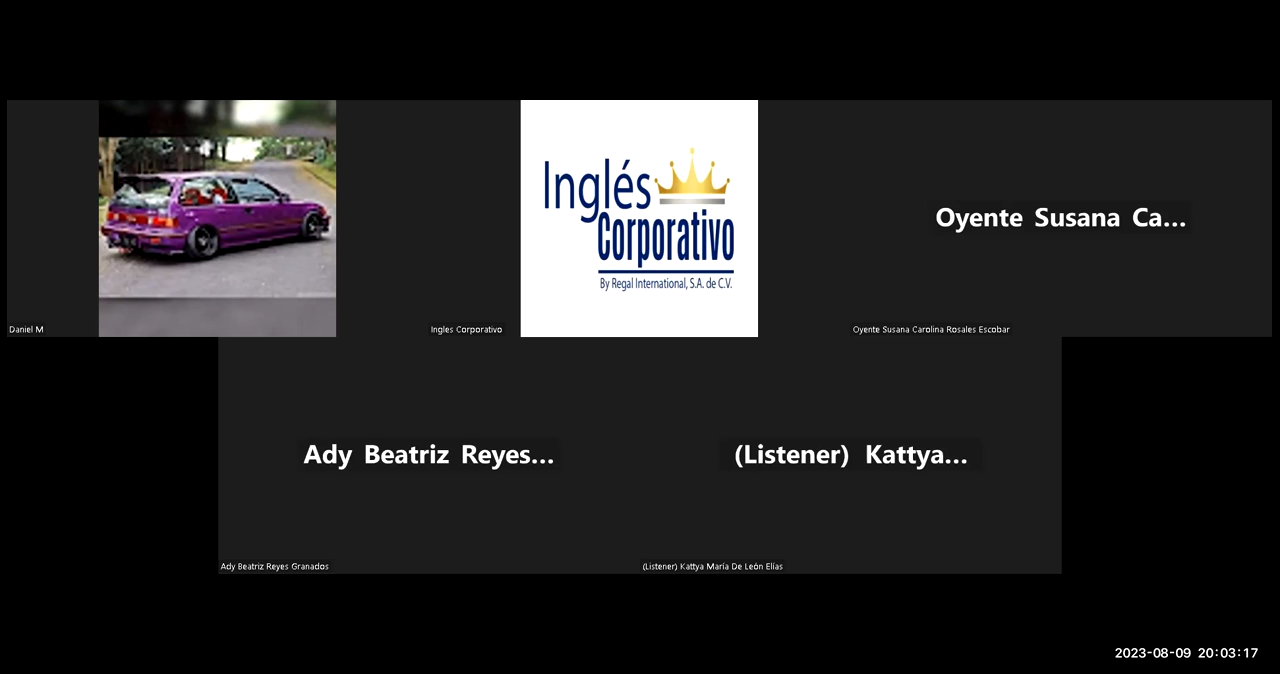 Inglés
Corporativo
By Regal International, S.A. de C.V.
Oyente Susana Ca...
Daniel M
Ingles Corporativo
Oyente Susana Carolina Rosales Escobar
Ady Beatriz Reyes...
(Listener) Kattya...
Ady Beatriz Reyes Granados
(Listener) Kattya María De León Elías
2023-08-09 20:03:17